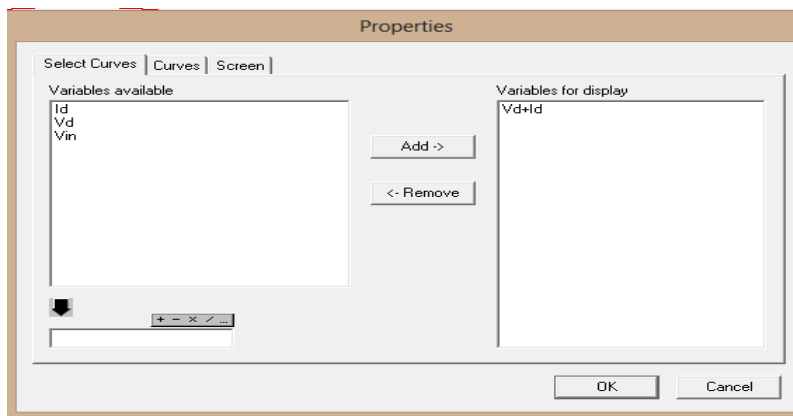 Properties
Select Curves Curves Screen
Variables available
Id
Vd
Vin
Add ->
<- Remove
Variables for display
Vd+Id
+ - × / ...
OK Cancel